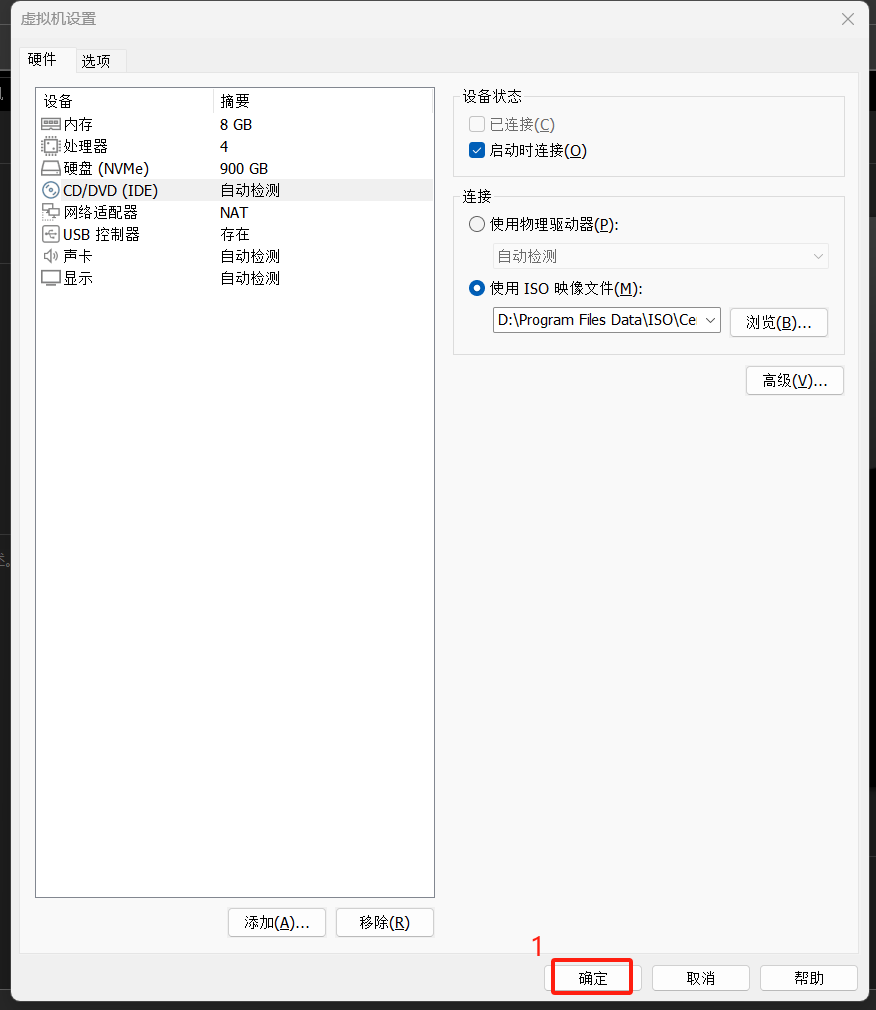 虚拟机设置
硬件 选项
设备 摘要
内存 8 GB
处理器 4
硬盘 (NVMe) 900 GB
CD/DVD (IDE) 自动检测
网络适配器 NAT
USB 控制器 存在
声卡 自动检测
显示 自动检测
添加(A)... 移除(R)
设备状态
已连接(C)
启动时连接(O)
连接
使用物理驱动器(P):
自动检测
使用 ISO 映像文件(M):
D:\Program Files Data\ISO\Ce 浏览(B)...
高级(V)...
1
确定 取消 帮助